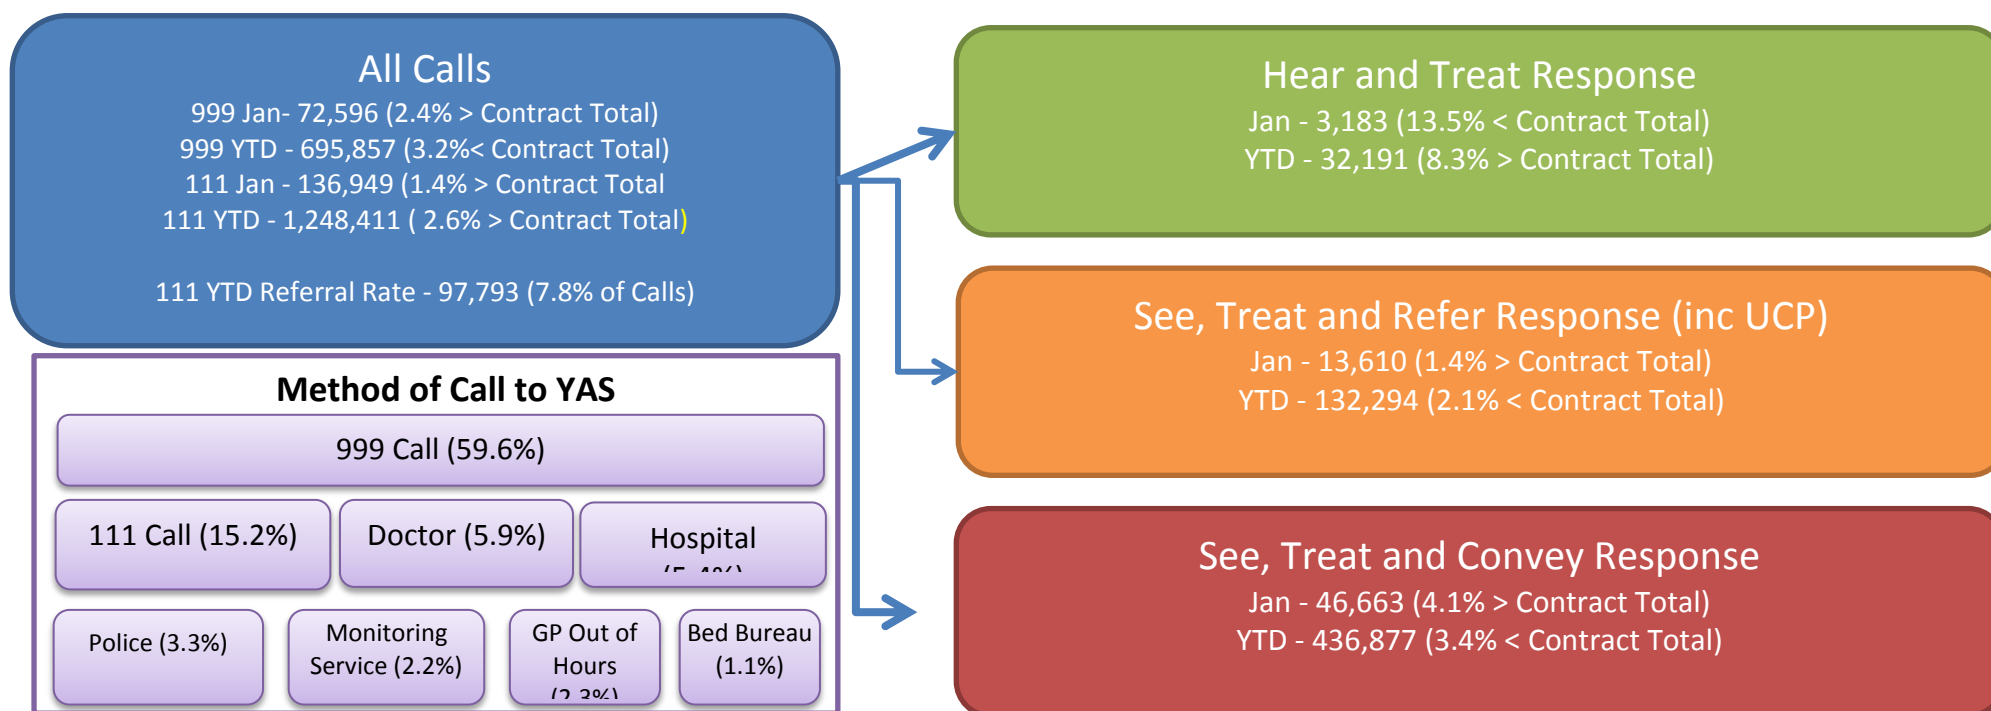 All Calls
999 Jan- 72,596 (2.4% > Contract Total)
999 YTD - 695,857 (3.2%< Contract Total)
111 Jan - 136,949 (1.4% > Contract Total
111 YTD - 1,248,411 ( 2.6% > Contract Total)
111 YTD Referral Rate - 97,793 (7.8% of Calls)
Method of Call to YAS
999 Call (59.6%)
111 Call (15.2%)
Doctor (5.9%)
Hospital
(5.4%)
Police (3.3%)
Monitoring
Service (2.2%)
GP Out of
Hours
(2.3%)
Bed Bureau
(1.1%)
Hear and Treat Response
Jan - 3,183 (13.5% < Contract Total)
YTD - 32,191 (8.3% > Contract Total)
See, Treat and Refer Response (inc UCP)
Jan - 13,610 (1.4% > Contract Total)
YTD - 132,294 (2.1% < Contract Total)
See, Treat and Convey Response
Jan - 46,663 (4.1% > Contract Total)
YTD - 436,877 (3.4% < Contract Total)